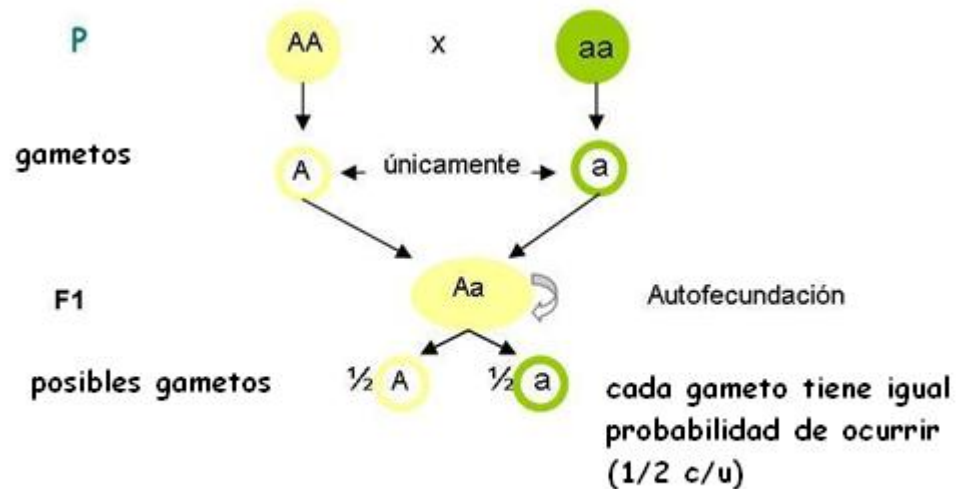 P AA x aa
gametos A únicamente a
F1 Aa Autofecundación
posibles gametos ½ A ½ a cada gameto tiene igual
probabilidad de ocurrir
(1/2 c/u)